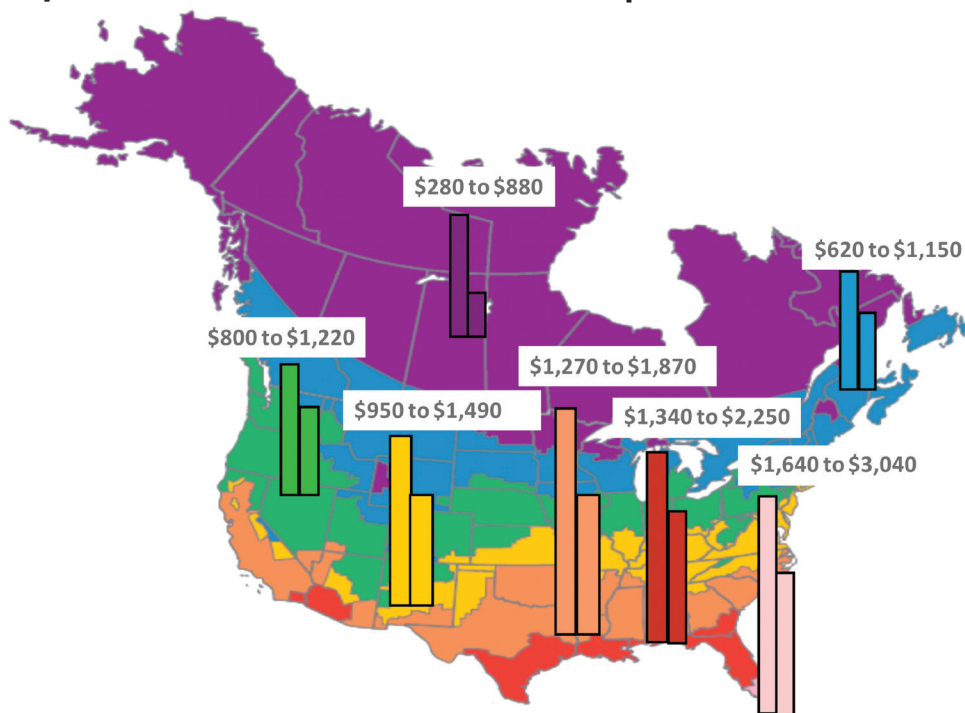 $280 to $880
$620 to $1,150
$800 to $1,220
$1,270 to $1,870
$950 to $1,490
$1,340 to $2,250
$1,640 to $3,040